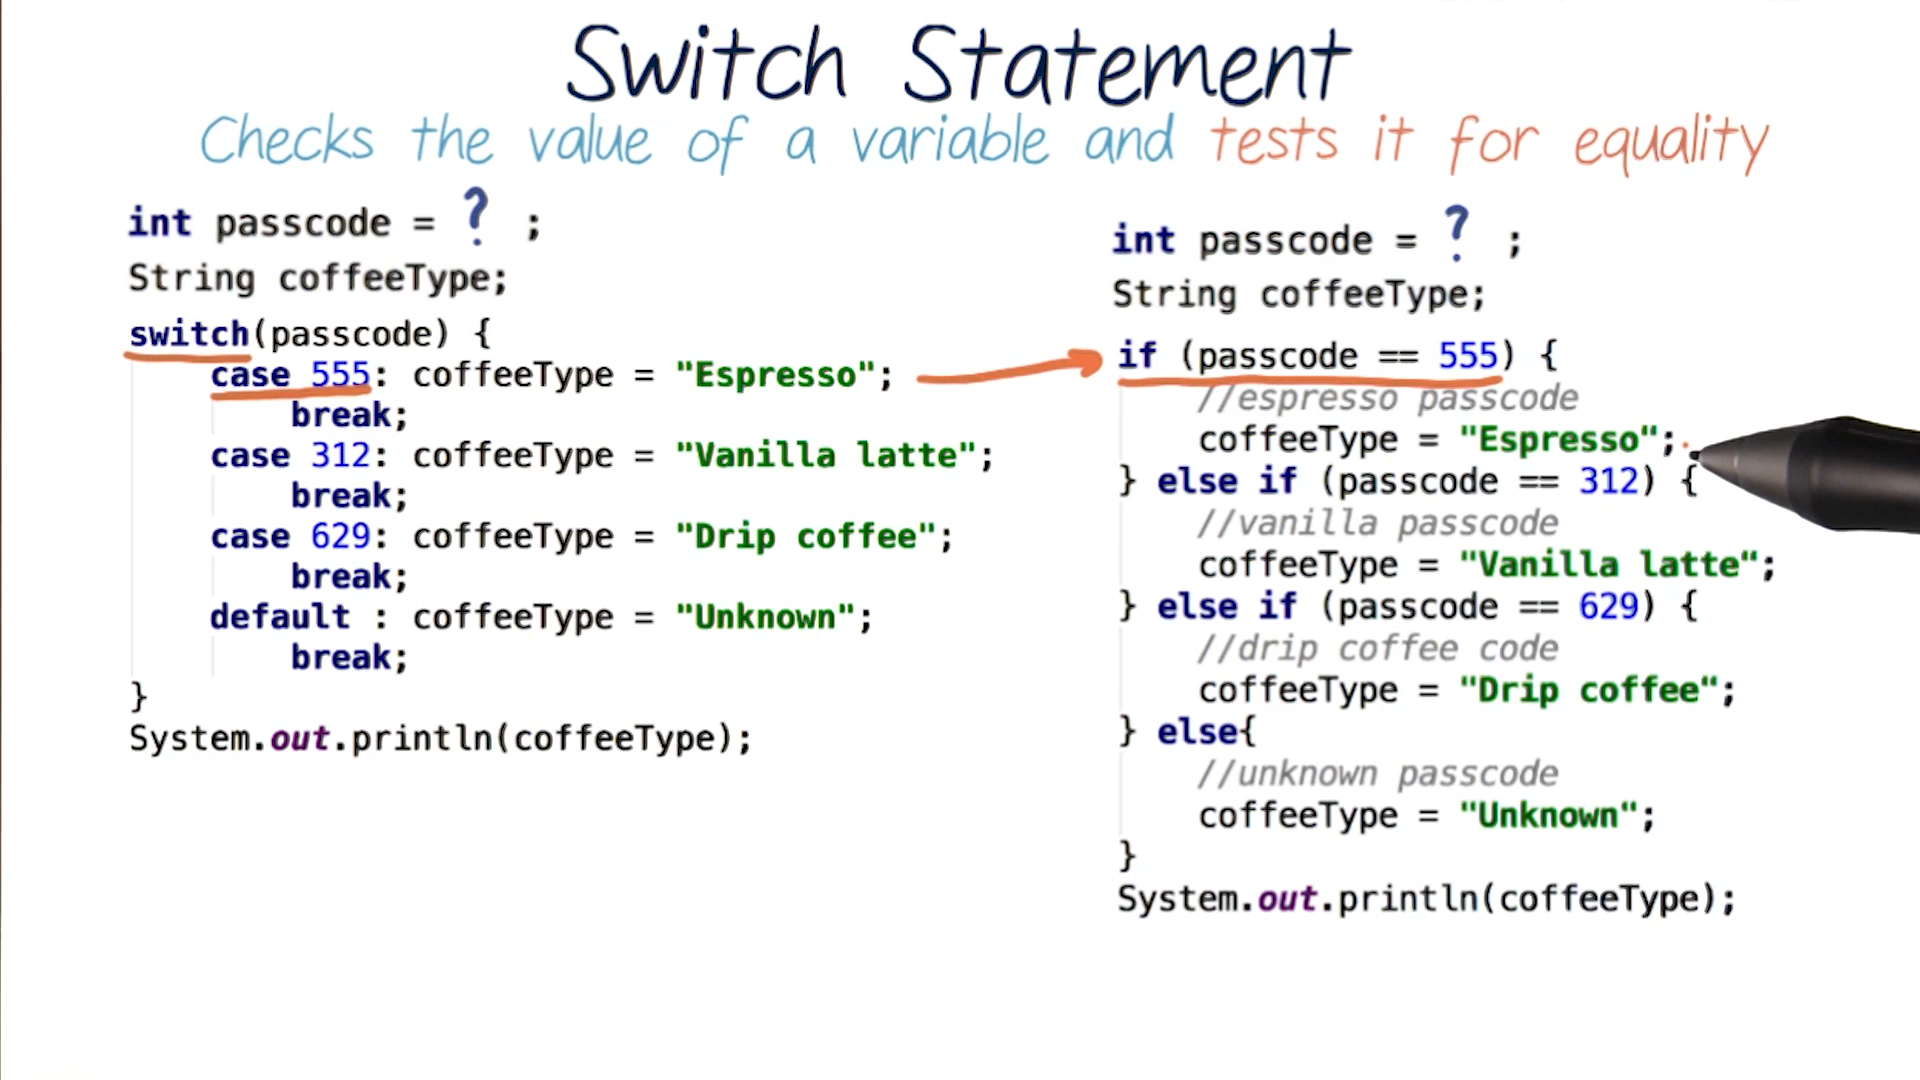 Switch Statement
Checks the value of a variable and tests it for equality
int passcode = ? ;
String coffeeType;
switch(passcode) {
case 555: coffeeType = "Espresso";
break;
case 312: coffeeType = "Vanilla latte";
break;
case 629: coffeeType = "Drip coffee";
break;
default : coffeeType = "Unknown";
break;
}
System.out.println(coffeeType);
int passcode = ? ;
String coffeeType;
if (passcode == 555) {
//espresso passcode
coffeeType = "Espresso";
} else if (passcode == 312) {
//vanilla passcode
coffeeType = "Vanilla latte";
} else if (passcode == 629) {
//drip coffee code
coffeeType = "Drip coffee";
} else{
//unknown passcode
coffeeType = "Unknown";
}
System.out.println(coffeeType);